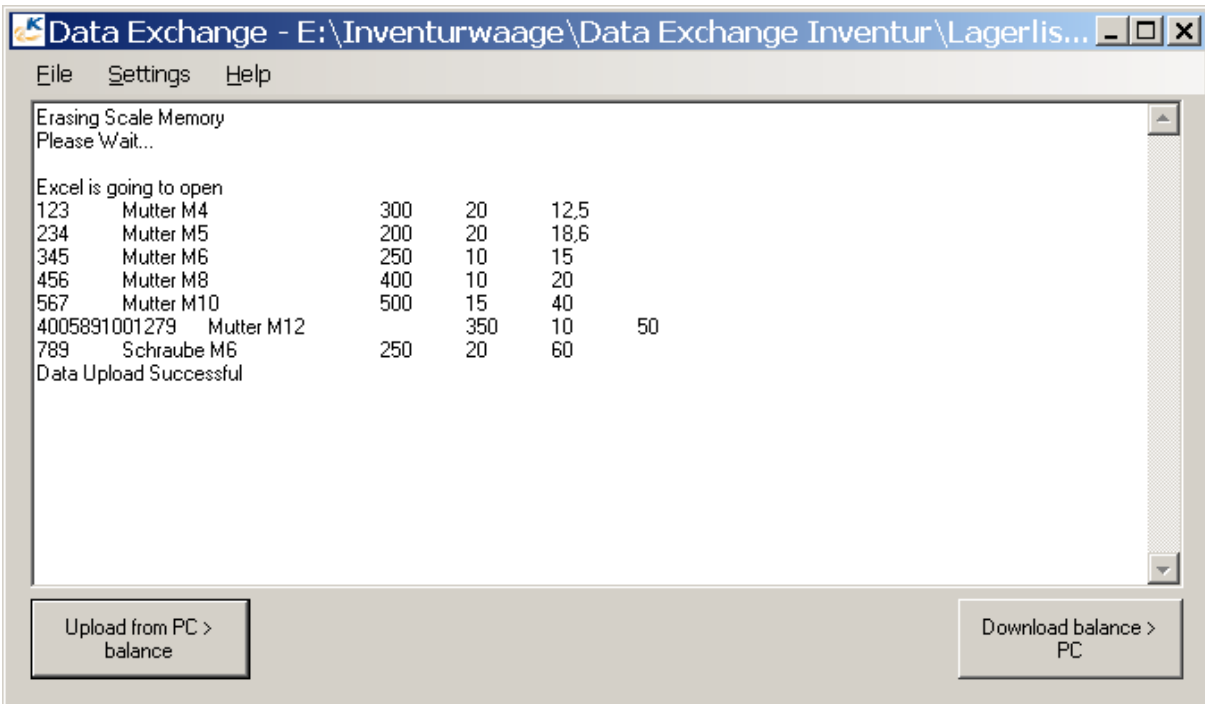 Data Exchange - E:\Inventurwaage\Data Exchange Inventur\Lagerlis...
File Settings Help
Erasing Scale Memory
Please Wait...
Excel is going to open
123 Mutter M4 300 20 12,5
234 Mutter M5 200 20 18,6
345 Mutter M6 250 10 15
456 Mutter M8 400 10 20
567 Mutter M10 500 15 40
4005891001279 Mutter M12 350 10 50
789 Schraube M6 250 20 60
Data Upload Successful
Upload from PC >
balance
Download balance >
PC